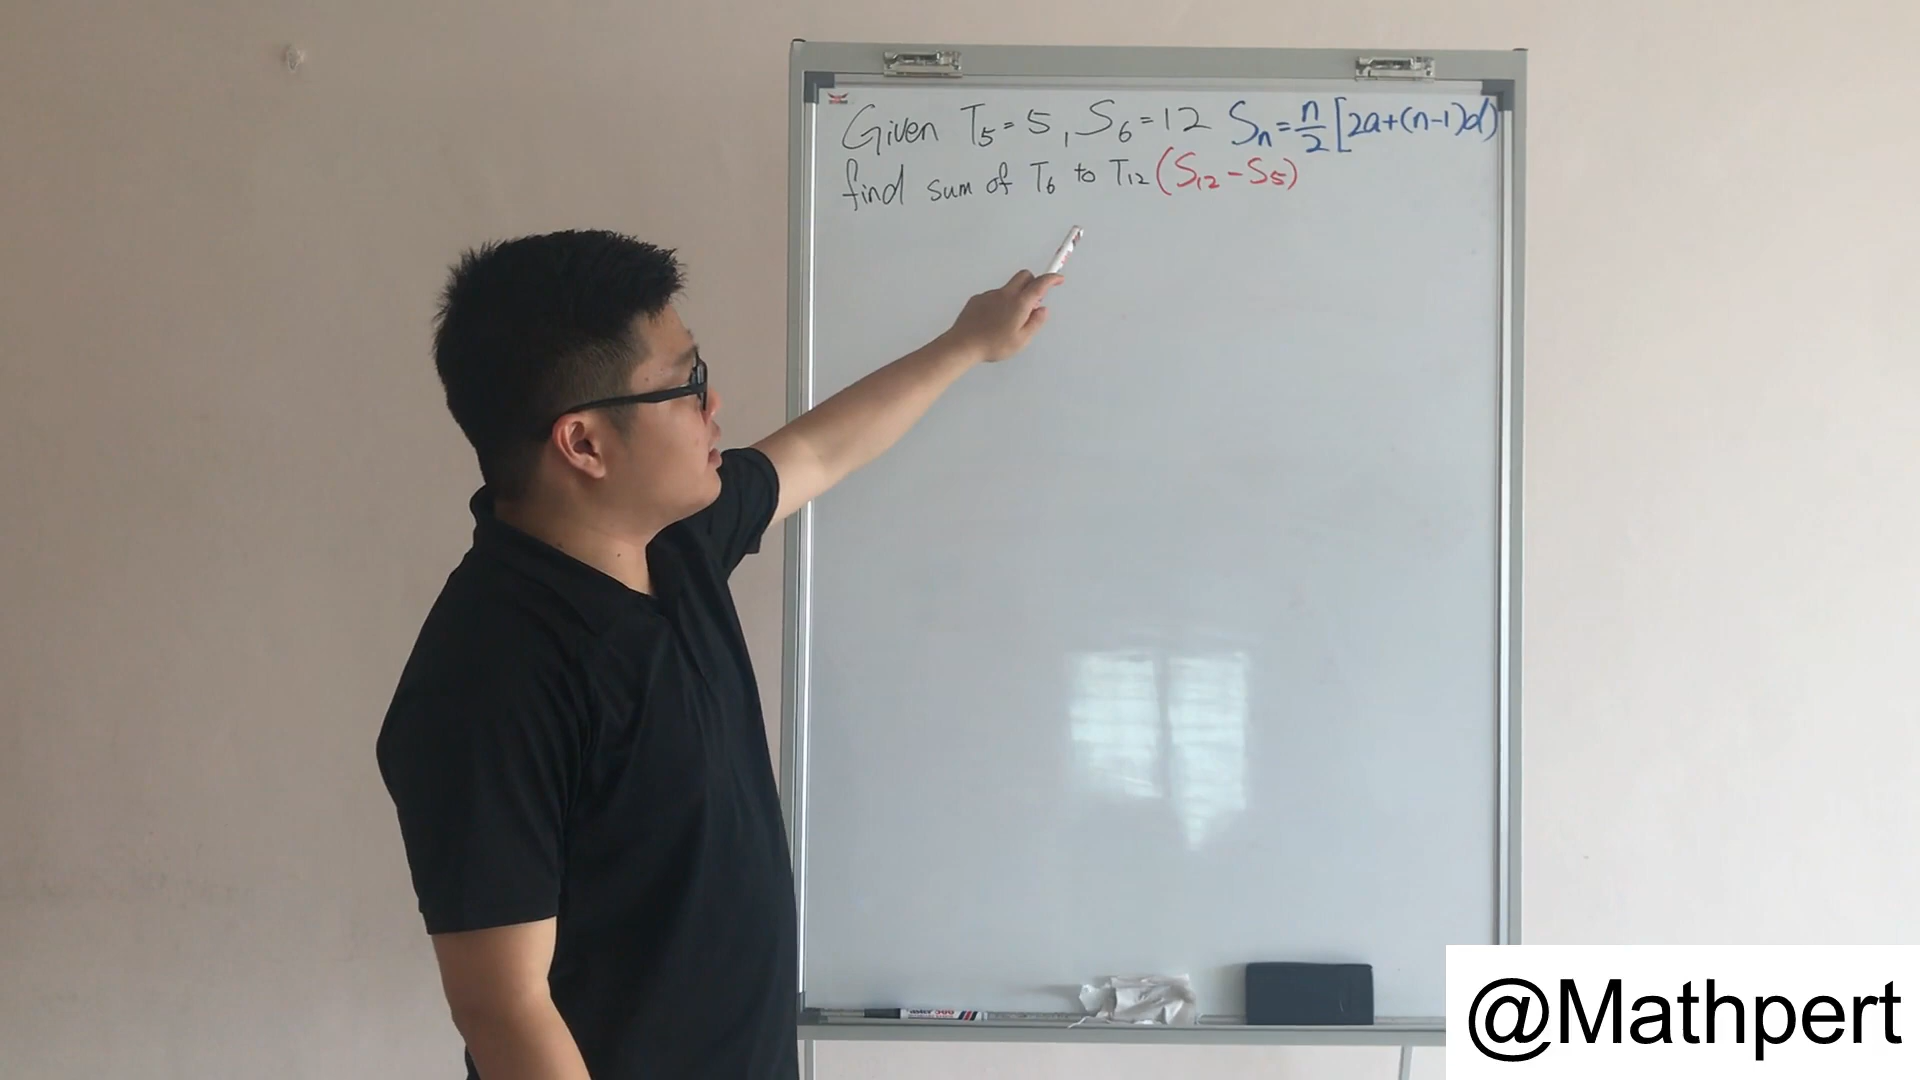 Given T₅ = 5, S₆ = 12 Sₙ = n/2 [2a+(n-1)d)
find sum of T₆ to T₁₂ (S₁₂ - S₅)
@Mathpert